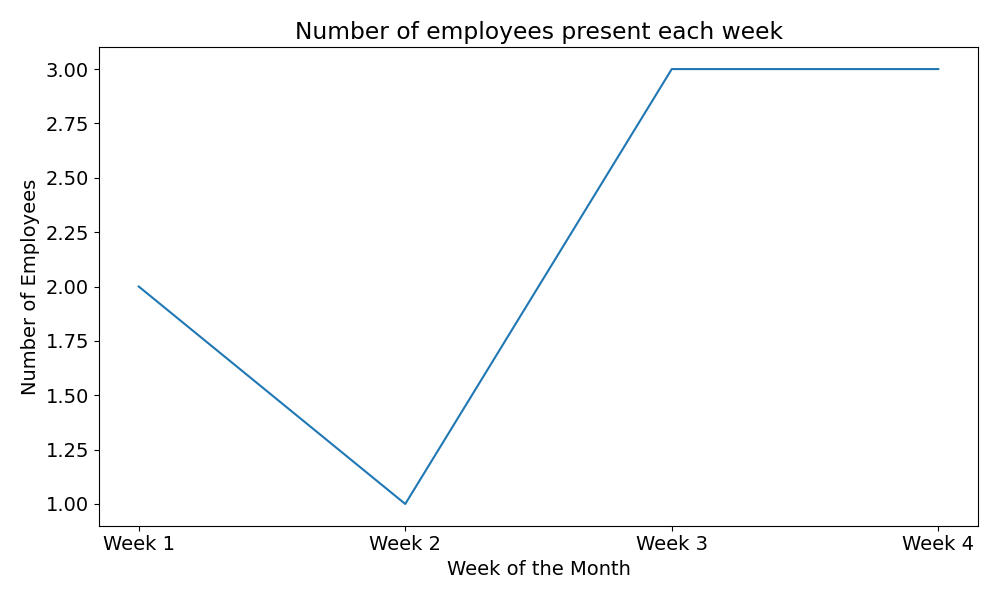 Number of employees present each week
Number of Employees
3.00
2.75
2.50
2.25
2.00
1.75
1.50
1.25
1.00
Week 1 Week 2 Week 3 Week 4
Week of the Month